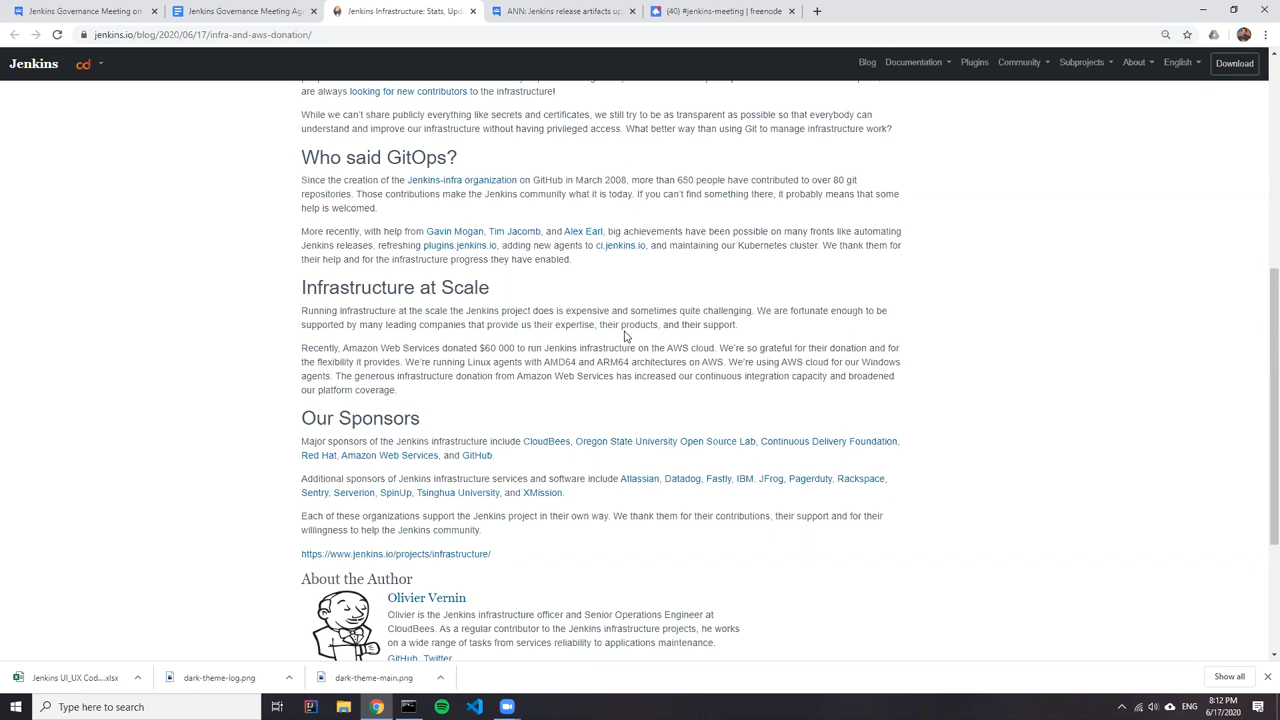 Jenkins Governance Meeting on
Jenkins Governance Meeting Age
Jenkins Infrastructure: Stats, Upd
ANN: Jenkins release artifacts up
(40) #jenkins-meeting | freenode
jenkins.io/blog/2020/06/17/infra-and-aws-donation/
Jenkins
cd
Blog Documentation Plugins Community Subprojects About English Download
are always looking for new contributors to the infrastructure!
While we can't share publicly everything like secrets and certificates, we still try to be as transparent as possible so that everybody can
understand and improve our infrastructure without having privileged access. What better way than using Git to manage infrastructure work?
Who said GitOps?
Since the creation of the Jenkins-infra organization on GitHub in March 2008, more than 650 people have contributed to over 80 git
repositories. Those contributions make the Jenkins community what it is today. If you can't find something there, it probably means that some
help is welcomed.
More recently, with help from Gavin Mogan, Tim Jacomb, and Alex Earl, big achievements have been possible on many fronts like automating
Jenkins releases, refreshing plugins.jenkins.io, adding new agents to ci.jenkins.io, and maintaining our Kubernetes cluster. We thank them for
their help and for the infrastructure progress they have enabled.
Infrastructure at Scale
Running infrastructure at the scale the Jenkins project does is expensive and sometimes quite challenging. We are fortunate enough to be
supported by many leading companies that provide us their expertise, their products, and their support.
Recently, Amazon Web Services donated $60 000 to run Jenkins infrastructure on the AWS cloud. We're so grateful for their donation and for
the flexibility it provides. We're running Linux agents with AMD64 and ARM64 architectures on AWS. We're using AWS cloud for our Windows
agents. The generous infrastructure donation from Amazon Web Services has increased our continuous integration capacity and broadened
our platform coverage.
Our Sponsors
Major sponsors of the Jenkins infrastructure include CloudBees, Oregon State University Open Source Lab, Continuous Delivery Foundation,
Red Hat, Amazon Web Services, and GitHub.
Additional sponsors of Jenkins infrastructure services and software include Atlassian, Datadog, Fastly, IBM. JFrog, Pagerduty, Rackspace,
Sentry, Serverion, SpinUp, Tsinghua University, and XMission.
Each of these organizations support the Jenkins project in their own way. We thank them for their contributions, their support and for their
willingness to help the Jenkins community.
https://www.jenkins.io/projects/infrastructure/
About the Author
Olivier Vernin
Olivier is the Jenkins infrastructure officer and Senior Operations Engineer at
CloudBees. As a regular contributor to the Jenkins infrastructure projects, he works
on a wide range of tasks from services reliability to applications maintenance.
GitHub, Twitter
Jenkins UI_UX Cod....xlsx
dark-theme-log.png
dark-theme-main.png
Show all
Type here to search
ENG
8:12 PM
6/17/2020